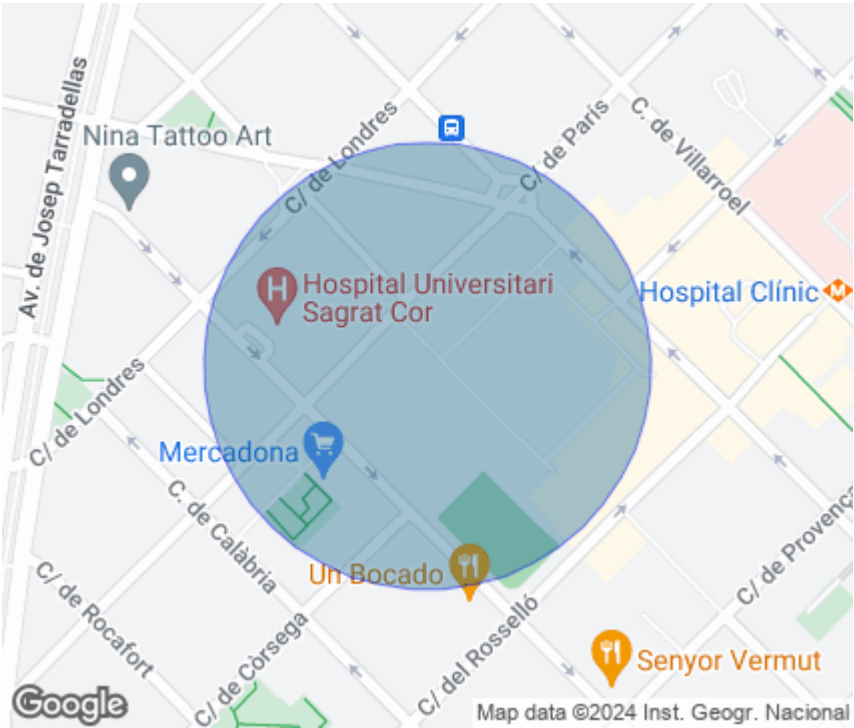 Av. de Josep Tarradellas
Nina Tattoo Art
C/ de Londres
C/ de París
C. de Villarroel
H
Hospital Universitari
Sagrat Cor
Hospital Clínic
M
C/ de Londres
Mercadona
C. de Calàbria
C/ de Provença
Un Bocado
C/ de Rocafort
C/ de Còrsega
C/ del Rosselló
Senyor Vermut
Google
Map data ©2024 Inst. Geogr. Nacional